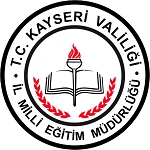 T.C. KAYSERİ VALİLİĞİ
İL MİLLİ EĞİTİM MÜDÜRLÜĞÜ